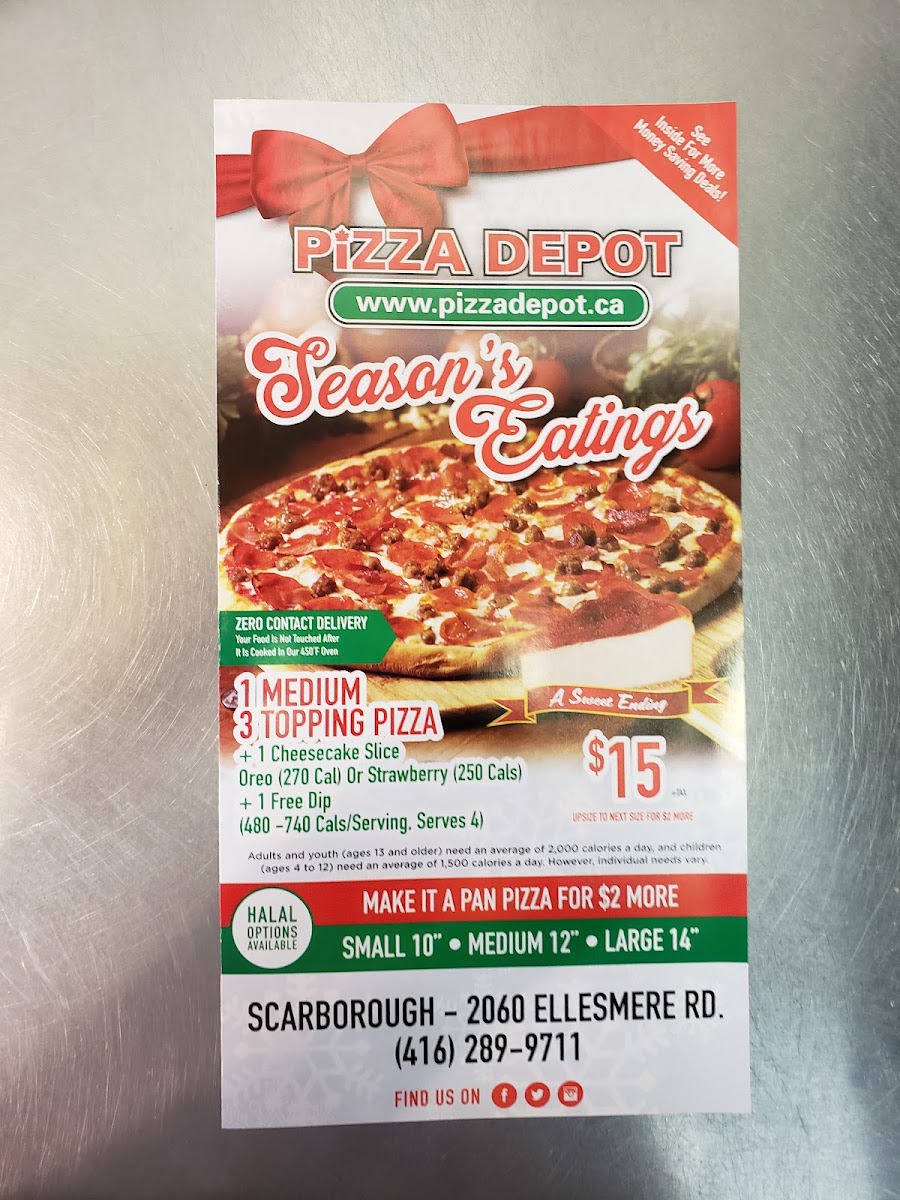 See
Inside For More
Money Saving Deals!
PiZZA DEPOT
www.pizzadepot.ca
Season's
Eatings
ZERO CONTACT DELIVERY
Your Food Is Not Touched After
It Is Cooked In Our 450°F Oven
A Sweet Ending
1 MEDIUM
3 TOPPING PIZZA
+ 1 Cheesecake Slice
Oreo (270 Cal) Or Strawberry (250 Cals)
+ 1 Free Dip
(480 -740 Cals/Serving. Serves 4)
$15
+Tax
UPSIZE TO NEXT SIZE FOR $2 MORE
Adults and youth (ages 13 and older) need an average of 2,000 calories a day, and children
(ages 4 to 12) need an average of 1,500 calories a day. However, individual needs vary.
HALAL
OPTIONS
AVAILABLE
MAKE IT A PAN PIZZA FOR $2 MORE
SMALL 10" • MEDIUM 12" • LARGE 14"
SCARBOROUGH - 2060 ELLESMERE RD.
(416) 289-9711
FIND US ON